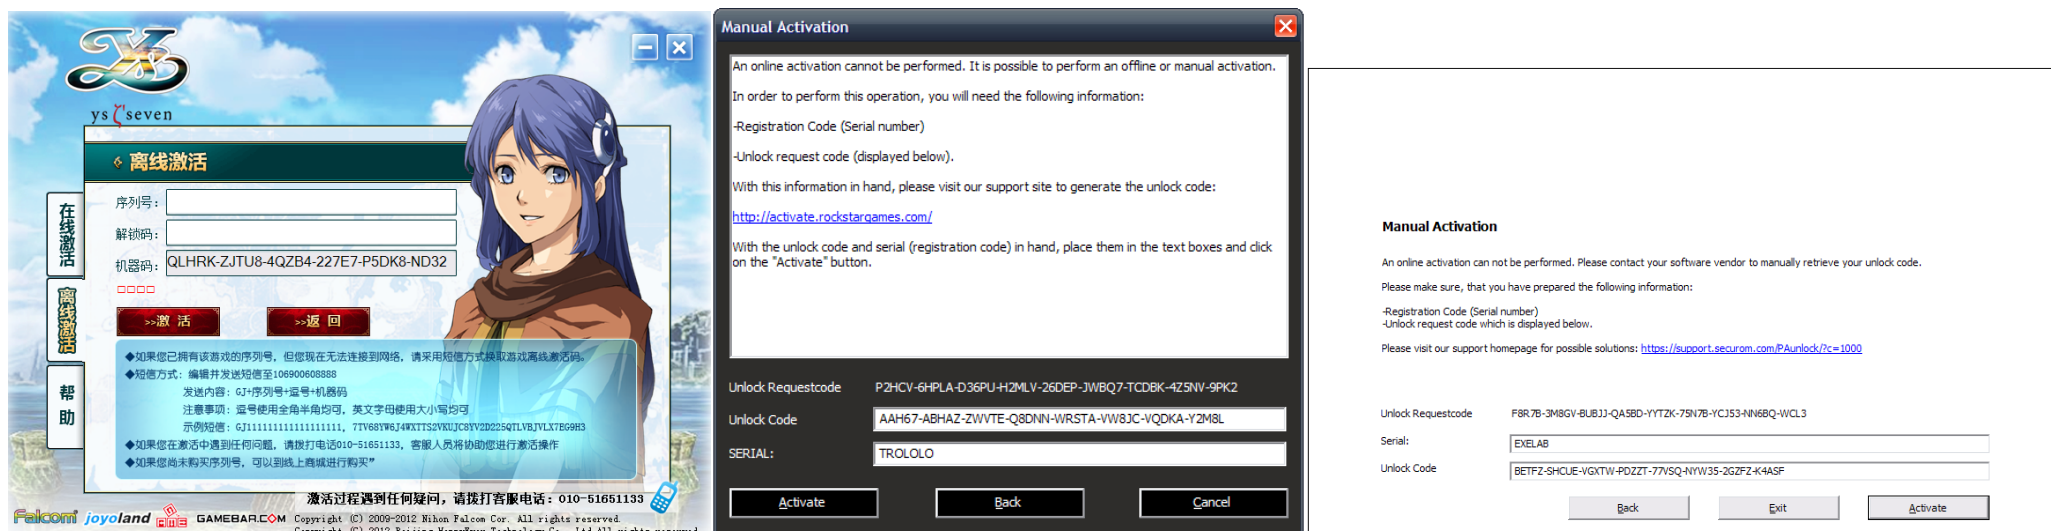 Ys
ys seven
离线激活
在线激活
离线激活
帮助
序列号:
解锁码:
机器码: QLHRK-ZJTU8-4QZB4-227E7-P5DK8-ND32
>>激 活
>>返 回
◆如果您已拥有该游戏的序列号, 但您现在无法连接到网络, 请采用短信方式换取游戏离线激活码。
◆短信方式: 编辑并发送短信至106900608888
发送内容: GJ+序列号+逗号+机器码
注意事项: 逗号使用全角半角均可, 英文字母使用大小写均可
示例短信: GJ1111111111111111111, 7TV68YW6J4WXTTS2VKUJC8YV2D225QTLVBJVLX7EG9H3
◆如果您在激活中遇到任何问题, 请拨打电话010-51651133, 客服人员将协助您进行激活操作
◆如果您尚未购买序列号, 可以到线上商城进行购买”
激活过程遇到任何疑问, 请拨打客服电话: 010-51651133
Falcom joyoland GAMEBAR.COM Copyright (C) 2009-2012 Nihon Falcom Cor. All rights reserved.
Manual Activation
An online activation cannot be performed. It is possible to perform an offline or manual activation.
In order to perform this operation, you will need the following information:
-Registration Code (Serial number)
-Unlock request code (displayed below).
With this information in hand, please visit our support site to generate the unlock code:
http://activate.rockstargames.com/
With the unlock code and serial (registration code) in hand, place them in the text boxes and click
on the "Activate" button.
Unlock Requestcode P2HCV-6HPLA-D36PU-H2MLV-26DEP-JWBQ7-TCDBK-4Z5NV-9PK2
Unlock Code AAH67-ABHAZ-ZWVTE-Q8DNN-WRSTA-VW8JC-VQDKA-Y2M8L
SERIAL: TROLOLO
Activate Back Cancel
Manual Activation
An online activation can not be performed. Please contact your software vendor to manually retrieve your unlock code.
Please make sure, that you have prepared the following information:
-Registration Code (Serial number)
-Unlock request code which is displayed below.
Please visit our support homepage for possible solutions: https://support.securom.com/PAunlock/?c=1000
Unlock Requestcode F8R7B-3M8GV-BUBJJ-QA5BD-YYTZK-75N7B-YCJ53-NN6BQ-WCL3
Serial: EXELAB
Unlock Code BETFZ-SHCUE-VGXTW-PDZZT-77VSQ-NYW35-2GZFZ-K4ASF
Back Exit Activate